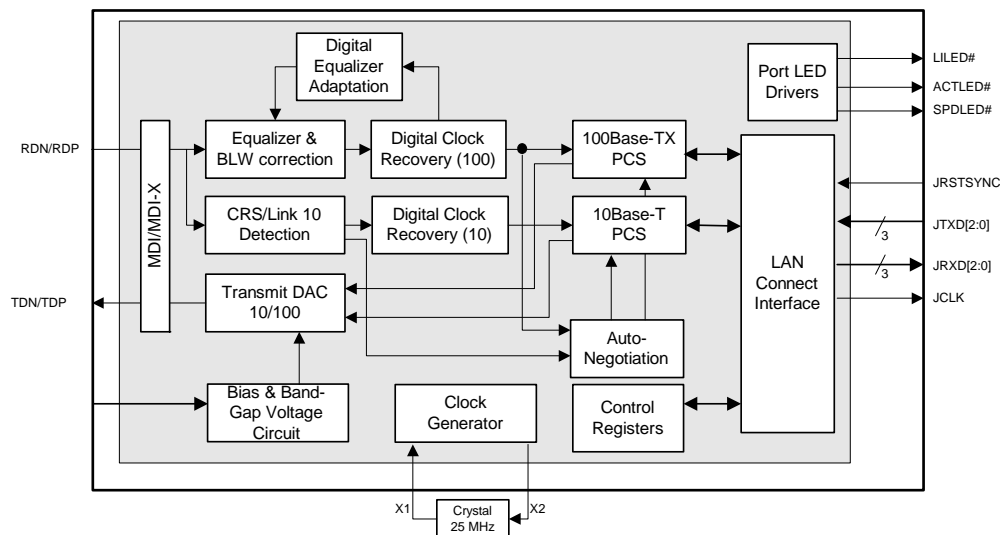 Digital
Equalizer
Adaptation
Port LED
Drivers
LILED#
ACTLED#
SPDLED#
RDN/RDP
MDI/MDI-X
Equalizer &
BLW correction
Digital Clock
Recovery (100)
100Base-TX
PCS
JRSTSYNC
CRS/Link 10
Detection
Digital Clock
Recovery (10)
10Base-T
PCS
LAN
Connect
Interface
3
JTXD[2:0]
3
JRXD[2:0]
TDN/TDP
Transmit DAC
10/100
JCLK
Auto-
Negotiation
Bias & Band-
Gap Voltage
Circuit
Clock
Generator
Control
Registers
X1
Crystal
25 MHz
X2